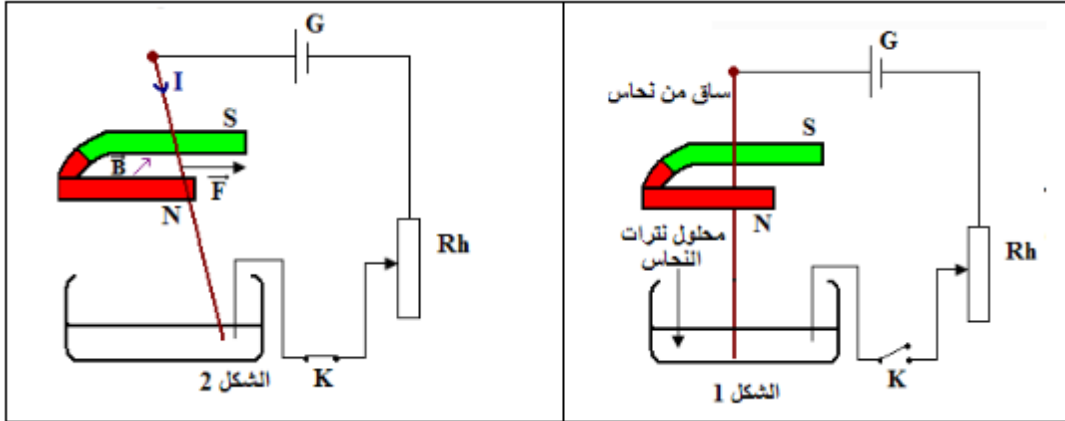 G
I
S
B
F
N
Rh
K
الشكل 2
G
ساق من نحاس
S
N
محلول نترات
النحاس
Rh
K
الشكل 1